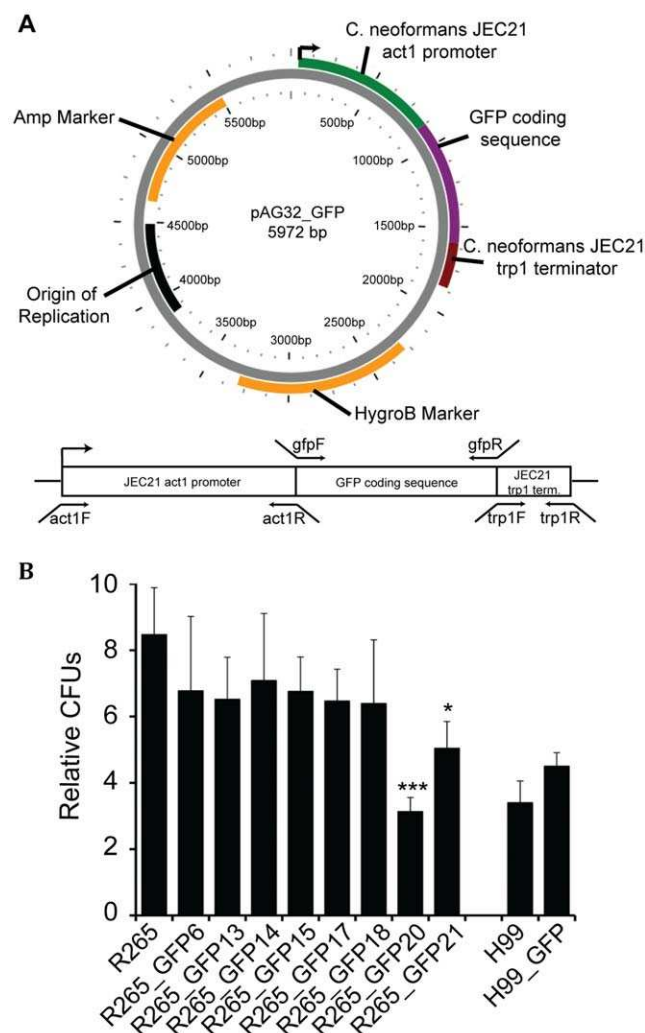 A
C. neoformans JEC21
act1 promoter
Amp Marker
GFP coding
sequence
500bp
1000bp
1500bp
2000bp
2500bp
3000bp
3500bp
4000bp
4500bp
5000bp
5500bp
pAG32_GFP
5972 bp
C. neoformans JEC21
trp1 terminator
Origin of
Replication
HygroB Marker
gfpF
gfpR
JEC21 act1 promoter
GFP coding sequence
JEC21
trp1 term.
act1F
act1R
trp1F
trp1R
B
Relative CFUs
10
8
6
4
2
0
***
*
R265
R265_GFP6
R265_GFP13
R265_GFP14
R265_GFP15
R265_GFP17
R265_GFP18
R265_GFP20
R265_GFP21
H99
H99_GFP